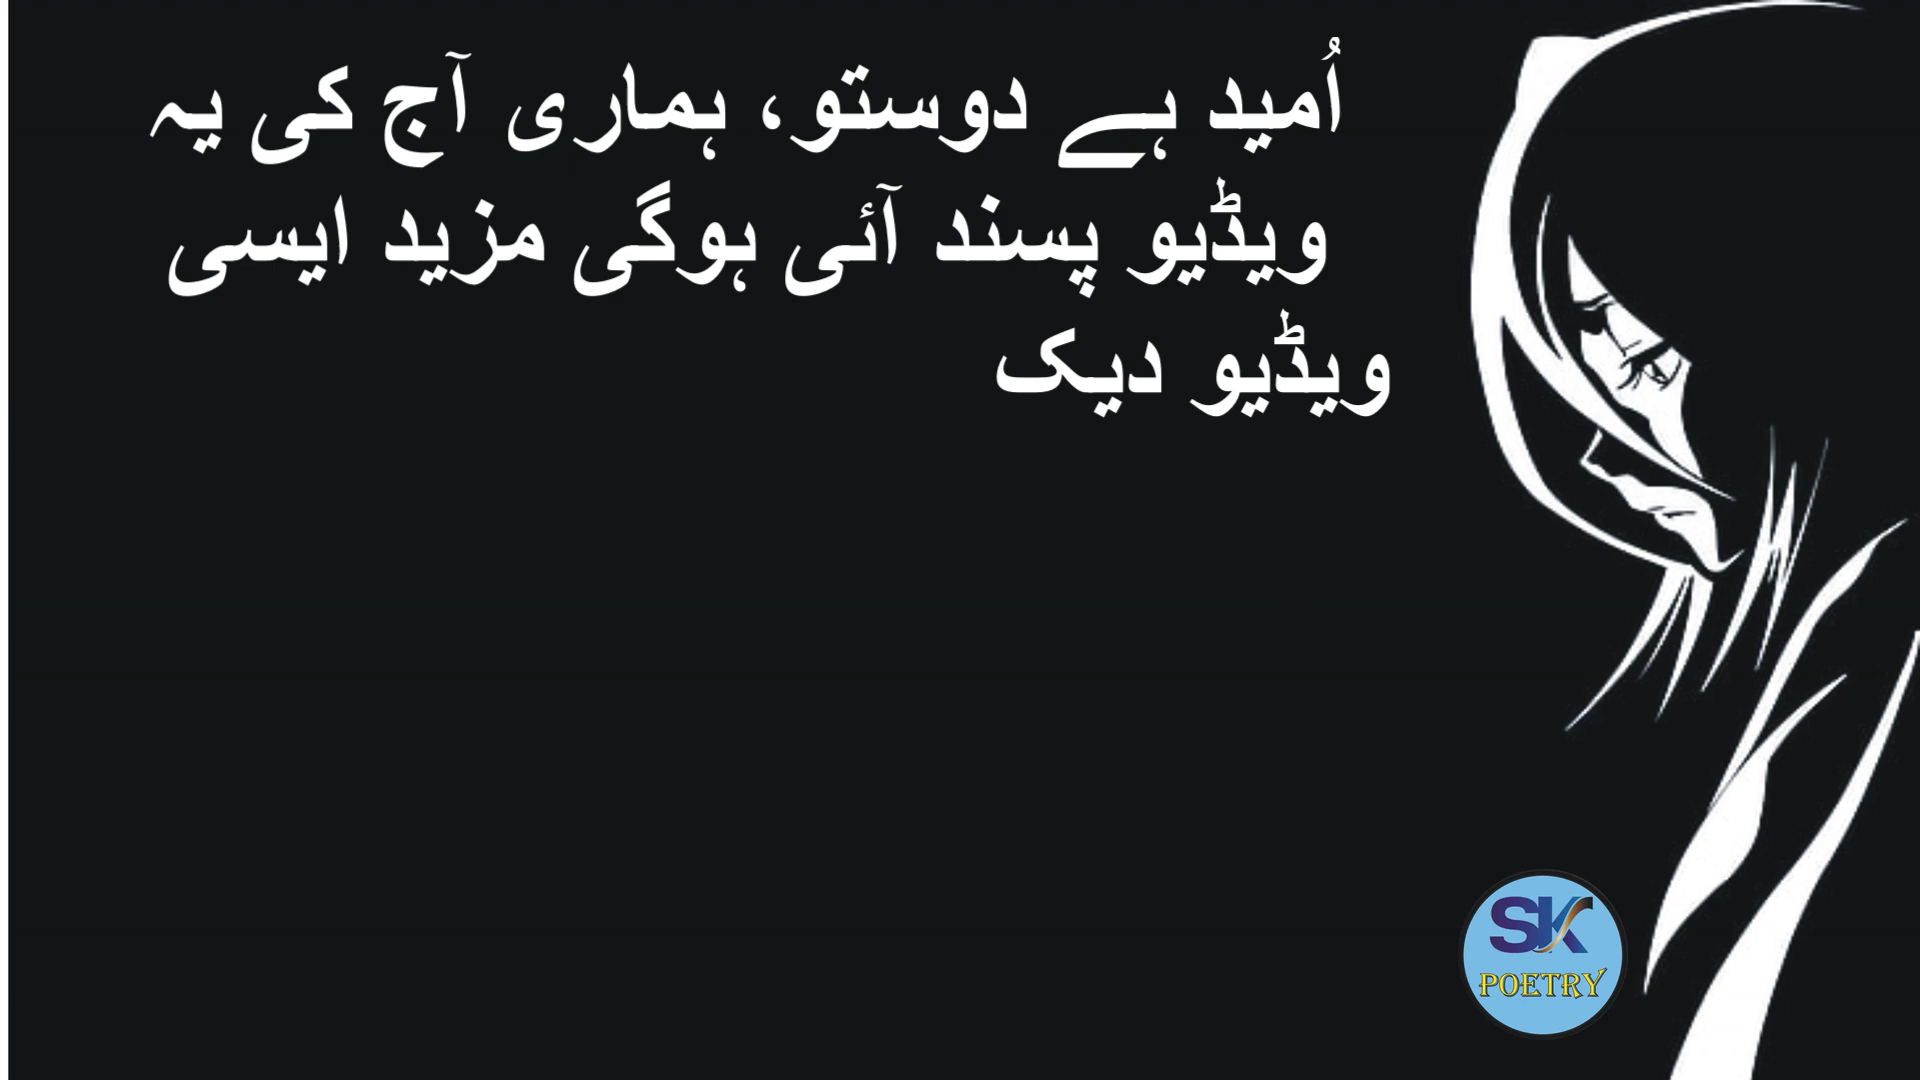 اُمید ہے دوستو، ہماری آج کی یہ
ویڈیو پسند آئی ہوگی مزید ایسی
ویڈیو دیک
SK
POETRY